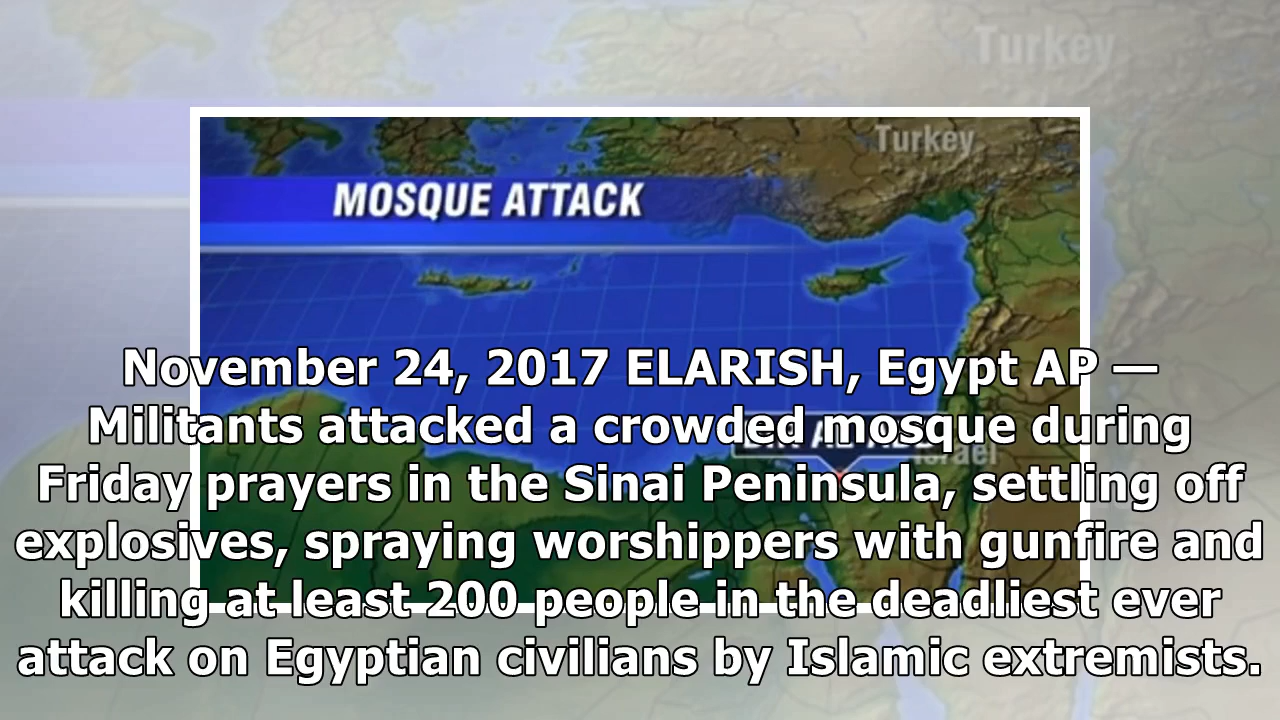 Turkey
Turkey
MOSQUE ATTACK
November 24, 2017 ELARISH, Egypt AP —
Militants attacked a crowded mosque during
Israel
Friday prayers in the Sinai Peninsula, settling off
explosives, spraying worshippers with gunfire and
killing at least 200 people in the deadliest ever
attack on Egyptian civilians by Islamic extremists.